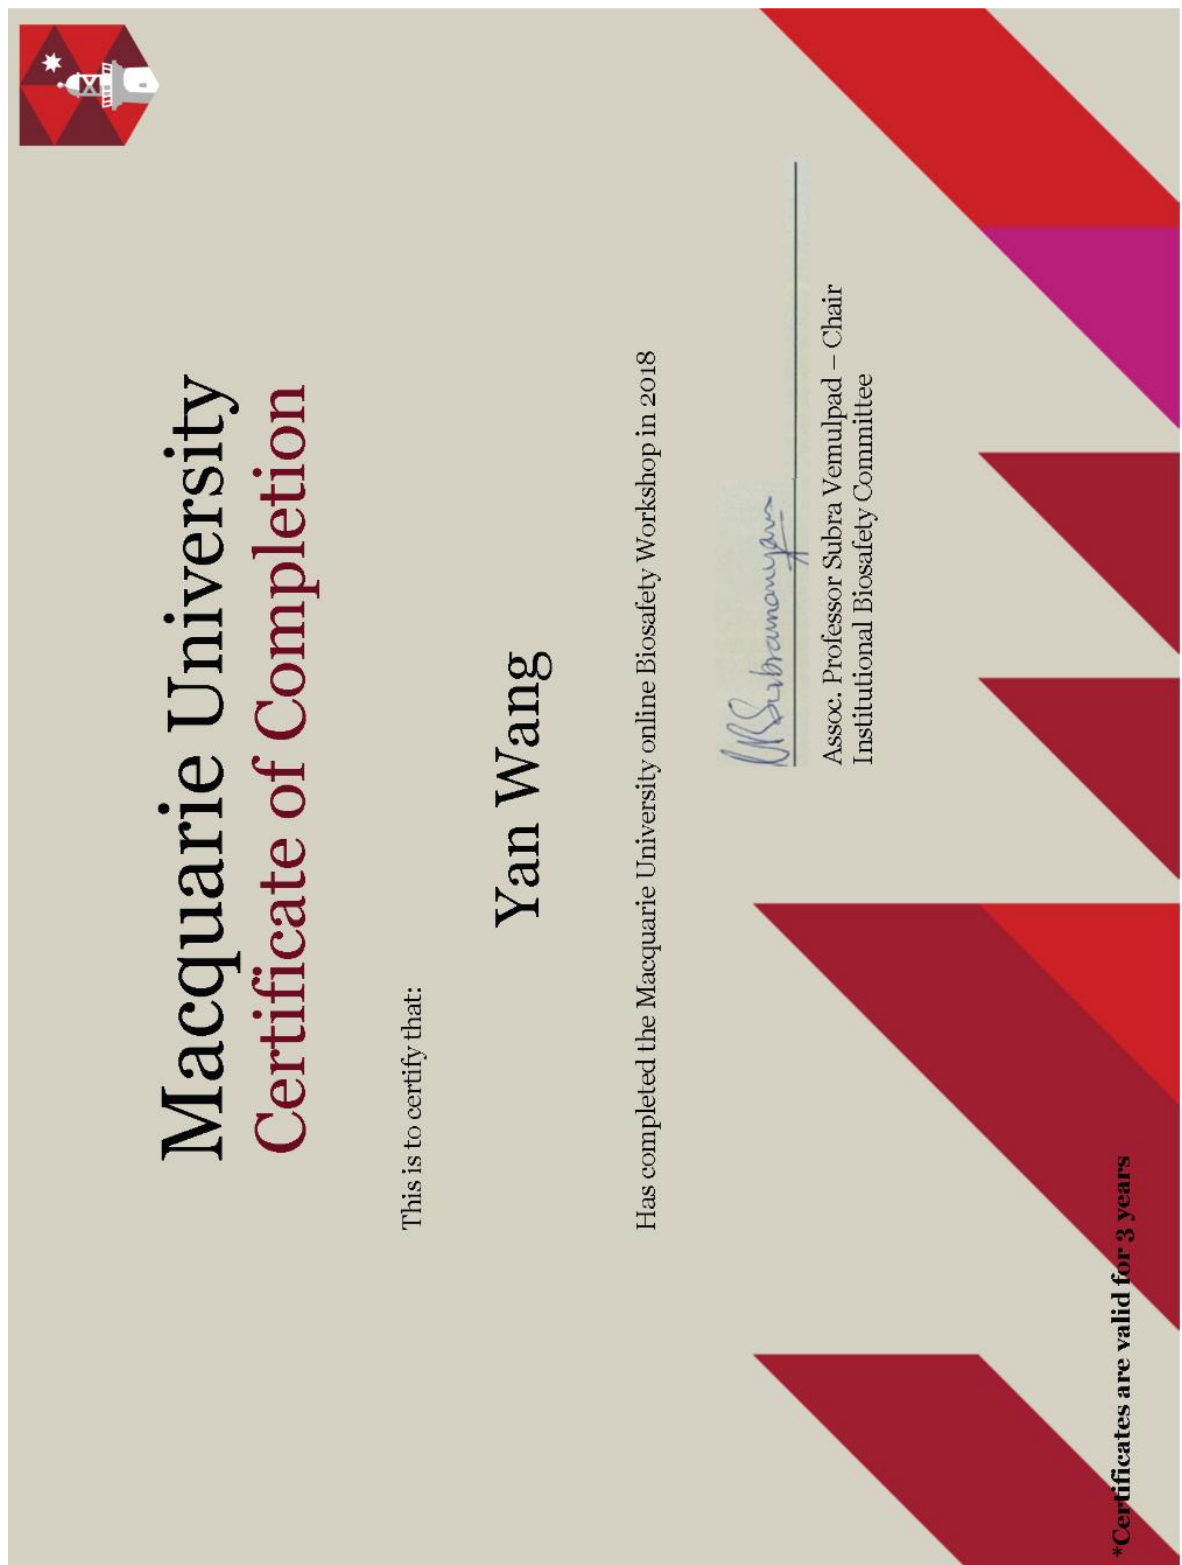 Macquarie University
Certificate of Completion
This is to certify that:
Yan Wang
Has completed the Macquarie University online Biosafety Workshop in 2018
Assoc. Professor Subra Vemulpad – Chair
Institutional Biosafety Committee
*Certificates are valid for 3 years